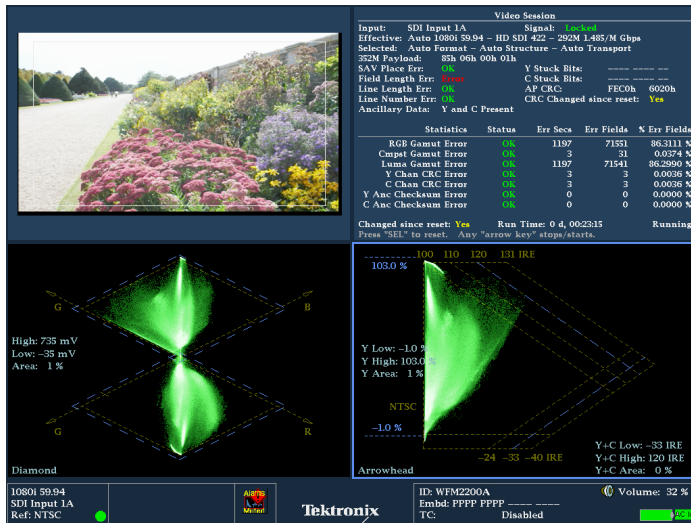 Video Session
Input: SDI Input 1A Signal: Locked
Effective: Auto 1080i 59.94 – HD SDI 422 – 292M 1.485/M Gbps
Selected: Auto Format – Auto Structure – Auto Transport
352M Payload: 85h 06h 00h 01h
SAV Place Err: OK Y Stuck Bits: ---- ---- --
Field Length Err: Error C Stuck Bits: ---- ---- --
Line Length Err: OK AP CRC: FEC0h 6020h
Line Number Err: OK CRC Changed since reset: Yes
Ancillary Data: Y and C Present
Statistics Status Err Secs Err Fields % Err Fields
RGB Gamut Error OK 1197 71551 86.3111 %
Cmpst Gamut Error OK 3 31 0.0374 %
Luma Gamut Error OK 1197 71541 86.2990 %
Y Chan CRC Error OK 3 3 0.0036 %
C Chan CRC Error OK 3 3 0.0036 %
Y Anc Checksum Error OK 0 0 0.0000 %
C Anc Checksum Error OK 0 0 0.0000 %
Changed since reset: Yes Run Time: 0 d, 00:23:15 Running
Press "SEL" to reset. Any "arrow key" stops/starts.
G B
High: 735 mV
Low: –35 mV
Area: 1 %
G R
Diamond
100 110 120 131 IRE
103.0 %
Y Low: –1.0 %
Y High: 103.0 %
Y Area: 1 %
NTSC
–1.0 %
–24 –33 –40 IRE
Y+C Low: –33 IRE
Y+C High: 120 IRE
Y+C Area: 0 %
Arrowhead
1080i 59.94
SDI Input 1A
Ref: NTSC
Alarms
Muted
Tektronix
ID: WFM2200A
Embd: PPPP PPPP ---- ----
TC: Disabled
Volume: 32 %